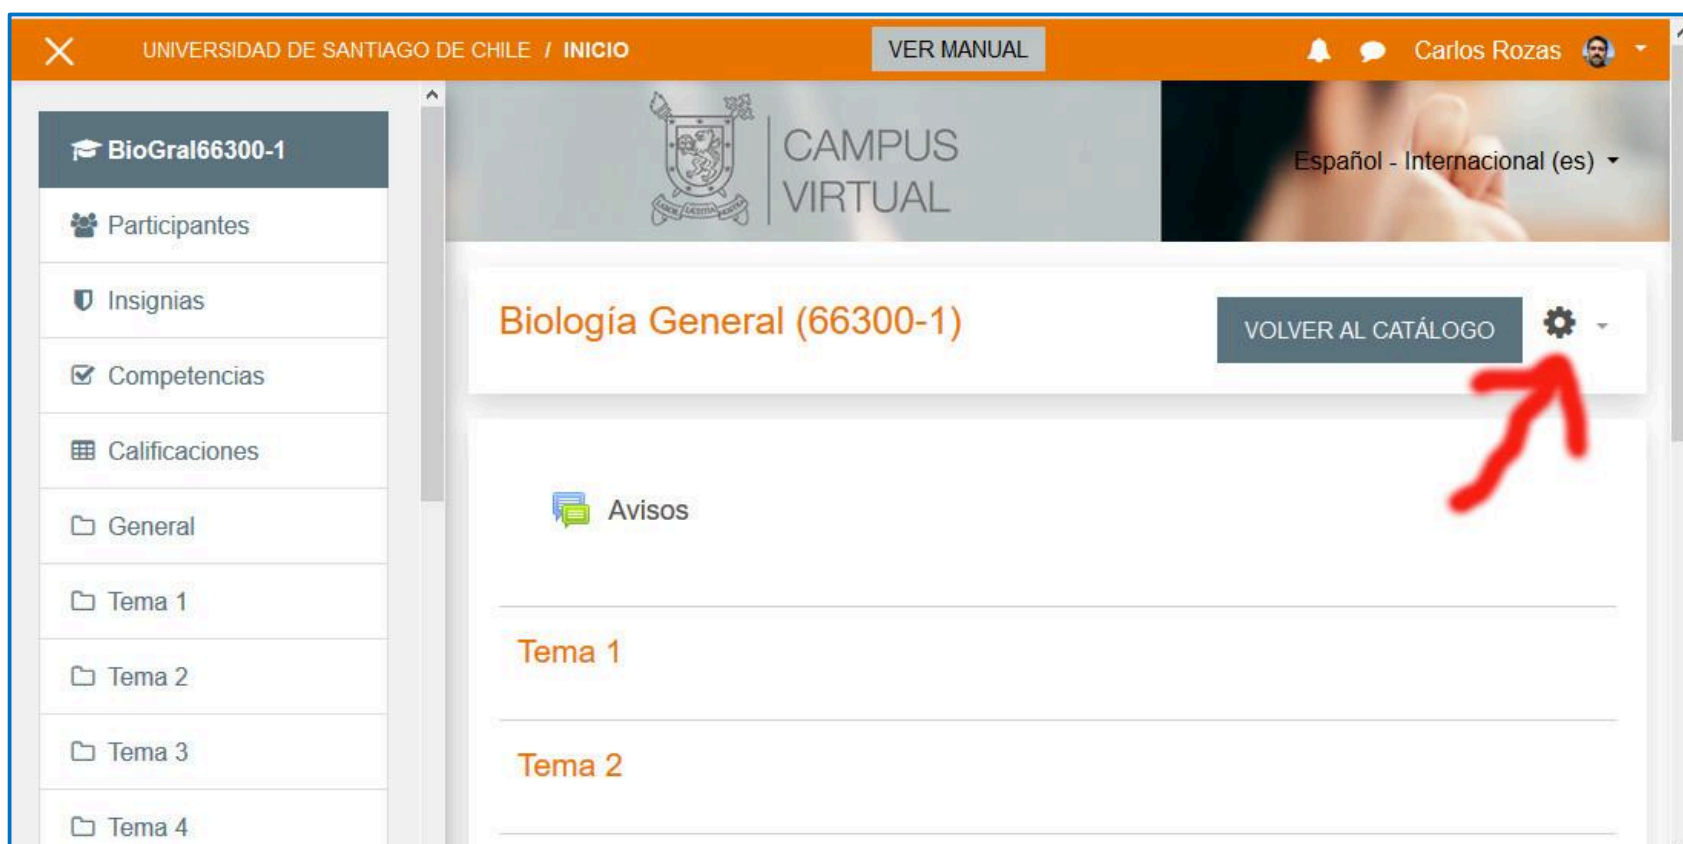 UNIVERSIDAD DE SANTIAGO DE CHILE / INICIO
VER MANUAL
Carlos Rozas
BioGral66300-1
Participantes
Insignias
Competencias
Calificaciones
General
Tema 1
Tema 2
Tema 3
Tema 4
CAMPUS
VIRTUAL
Español - Internacional (es)
Biología General (66300-1)
VOLVER AL CATÁLOGO
Avisos
Tema 1
Tema 2